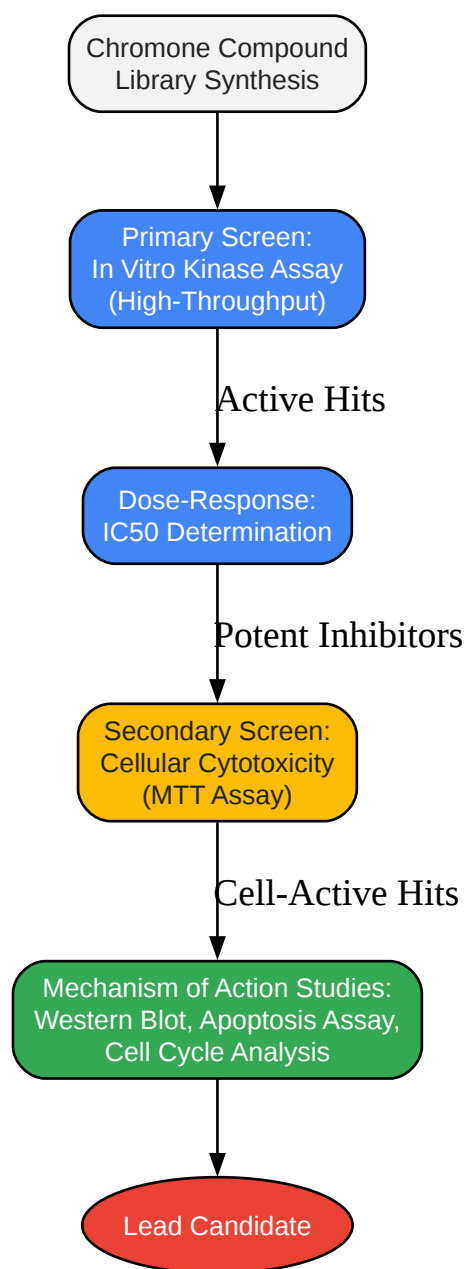 Chromone Compound
Library Synthesis
Primary Screen:
In Vitro Kinase Assay
(High-Throughput)
Active Hits
Dose-Response:
IC50 Determination
Potent Inhibitors
Secondary Screen:
Cellular Cytotoxicity
(MTT Assay)
Cell-Active Hits
Mechanism of Action Studies:
Western Blot, Apoptosis Assay,
Cell Cycle Analysis
Lead Candidate